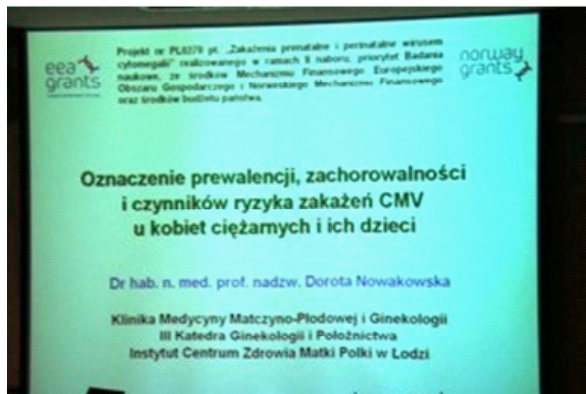 eea grants
norway grants
Projekt nr PL0270 pt. „Zakażenia prenatalne i perinatalne wirusem
cytomegalii" realizowanego w ramach II naboru, priorytet Badania
naukowe, ze środków Mechanizmu Finansowego Europejskiego
Obszaru Gospodarczego i Norweskiego Mechanizmu Finansowego
oraz środków budżetu państwa.
Oznaczenie prewalencji, zachorowalności
i czynników ryzyka zakażeń CMV
u kobiet ciężarnych i ich dzieci
Dr hab. n. med. prof. nadzw. Dorota Nowakowska
Klinika Medycyny Matczyno-Płodowej i Ginekologii
III Katedra Ginekologii i Położnictwa
Instytut Centrum Zdrowia Matki Polki w Lodzi